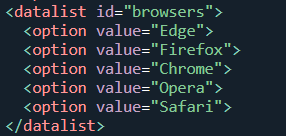 <datalist id="browsers">
  <option value="Edge">
  <option value="Firefox">
  <option value="Chrome">
  <option value="Opera">
  <option value="Safari">
</datalist>